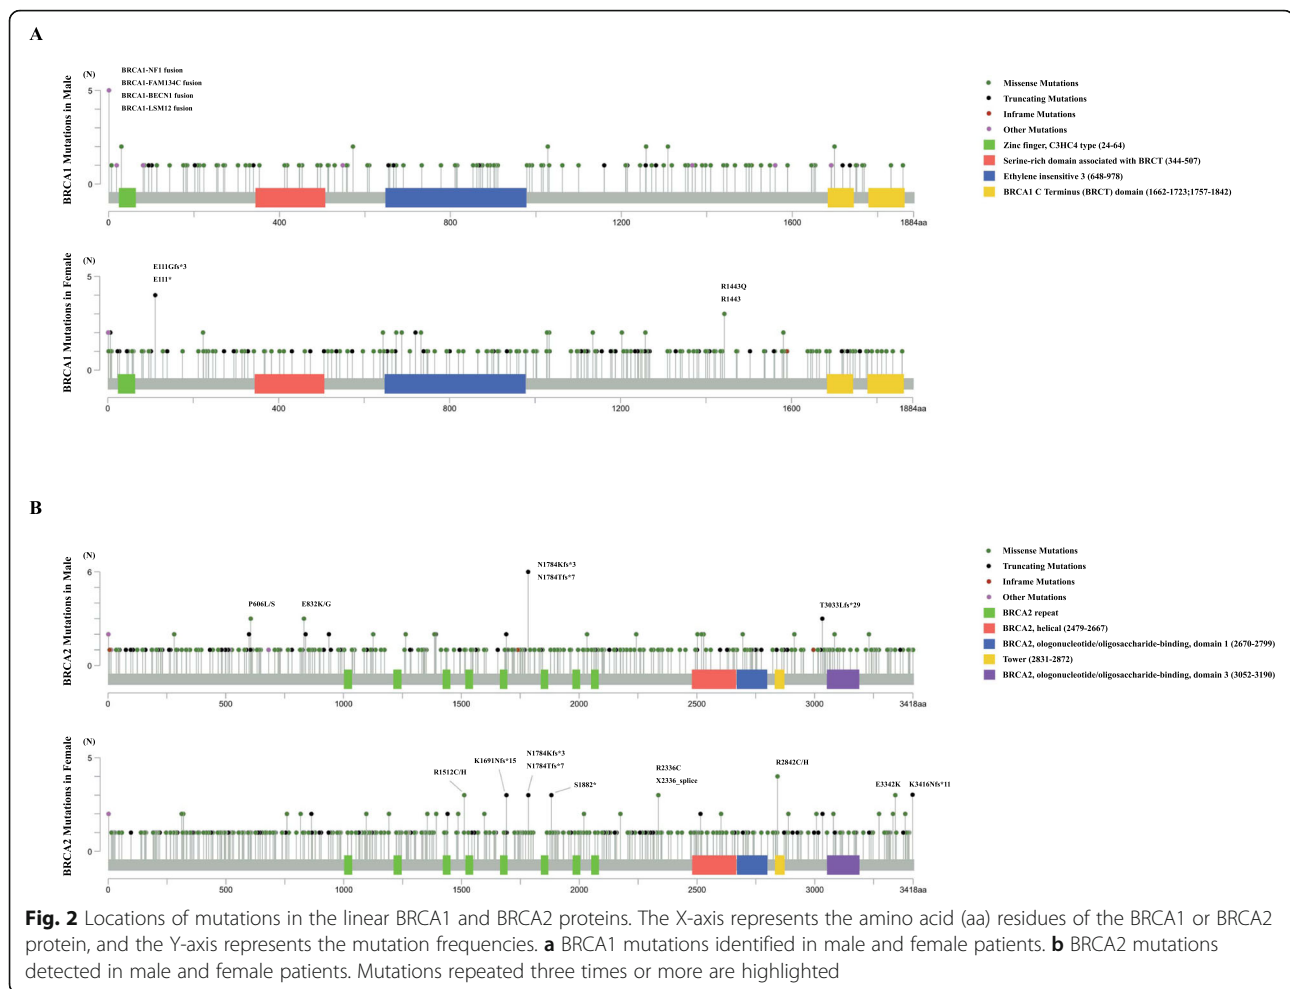 A
(N)
BRCA1 Mutations in Male
BRCA1-NF1 fusion
BRCA1-FAM134C fusion
BRCA1-BECN1 fusion
BRCA1-LSM12 fusion
5
0
0 400 800 1200 1600 1884aa
Missense Mutations
Truncating Mutations
Inframe Mutations
Other Mutations
Zinc finger, C3HC4 type (24-64)
Serine-rich domain associated with BRCT (344-507)
Ethylene insensitive 3 (648-978)
BRCA1 C Terminus (BRCT) domain (1662-1723;1757-1842)
(N)
BRCA1 Mutations in Female
E111Gfs*3
E111*
R1443Q
R1443
5
0
0 400 800 1200 1600 1884aa
B
(N)
BRCA2 Mutations in Male
P606L/S
E832K/G
N1784Kfs*3
N1784Tfs*7
T3033Lfs*29
6
0
0 500 1000 1500 2000 2500 3000 3418aa
Missense Mutations
Truncating Mutations
Inframe Mutations
Other Mutations
BRCA2 repeat
BRCA2, helical (2479-2667)
BRCA2, ologonucleotide/oligosaccharide-binding, domain 1 (2670-2799)
Tower (2831-2872)
BRCA2, ologonucleotide/oligosaccharide-binding, domain 3 (3052-3190)
(N)
BRCA2 Mutations in Female
R1512C/H
K1691Nfs*15
N1784Kfs*3
N1784Tfs*7
S1882*
R2336C
X2336_splice
R2842C/H
E3342K
K3416Nfs*11
5
0
0 500 1000 1500 2000 2500 3000 3418aa
Fig. 2 Locations of mutations in the linear BRCA1 and BRCA2 proteins. The X-axis represents the amino acid (aa) residues of the BRCA1 or BRCA2
protein, and the Y-axis represents the mutation frequencies. a BRCA1 mutations identified in male and female patients. b BRCA2 mutations
detected in male and female patients. Mutations repeated three times or more are highlighted